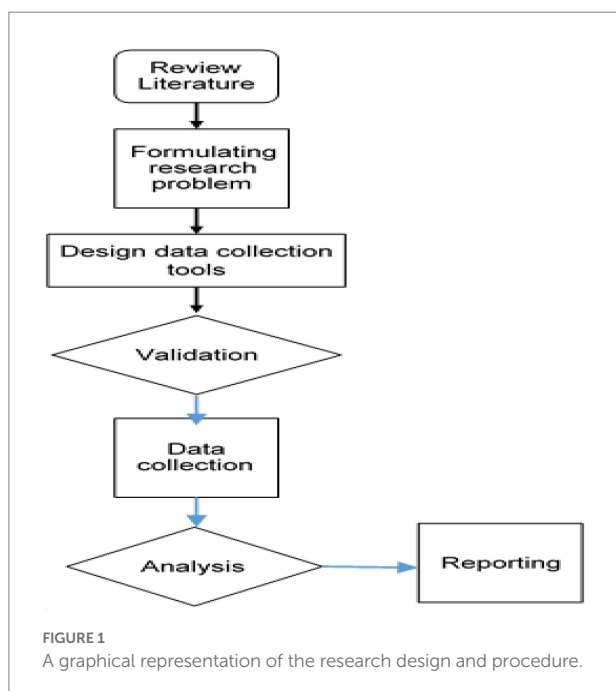 Review
Literature
Formulating
research
problem
Design data collection
tools
Validation
Data
collection
Analysis
Reporting
FIGURE 1
A graphical representation of the research design and procedure.